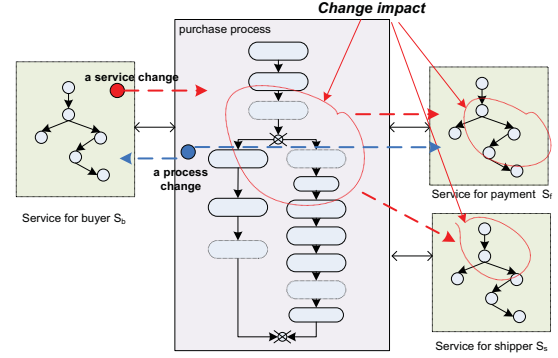 Change impact
purchase process
a service change
a process
change
Service for buyer Sb
Service for payment Sf
Service for shipper Ss